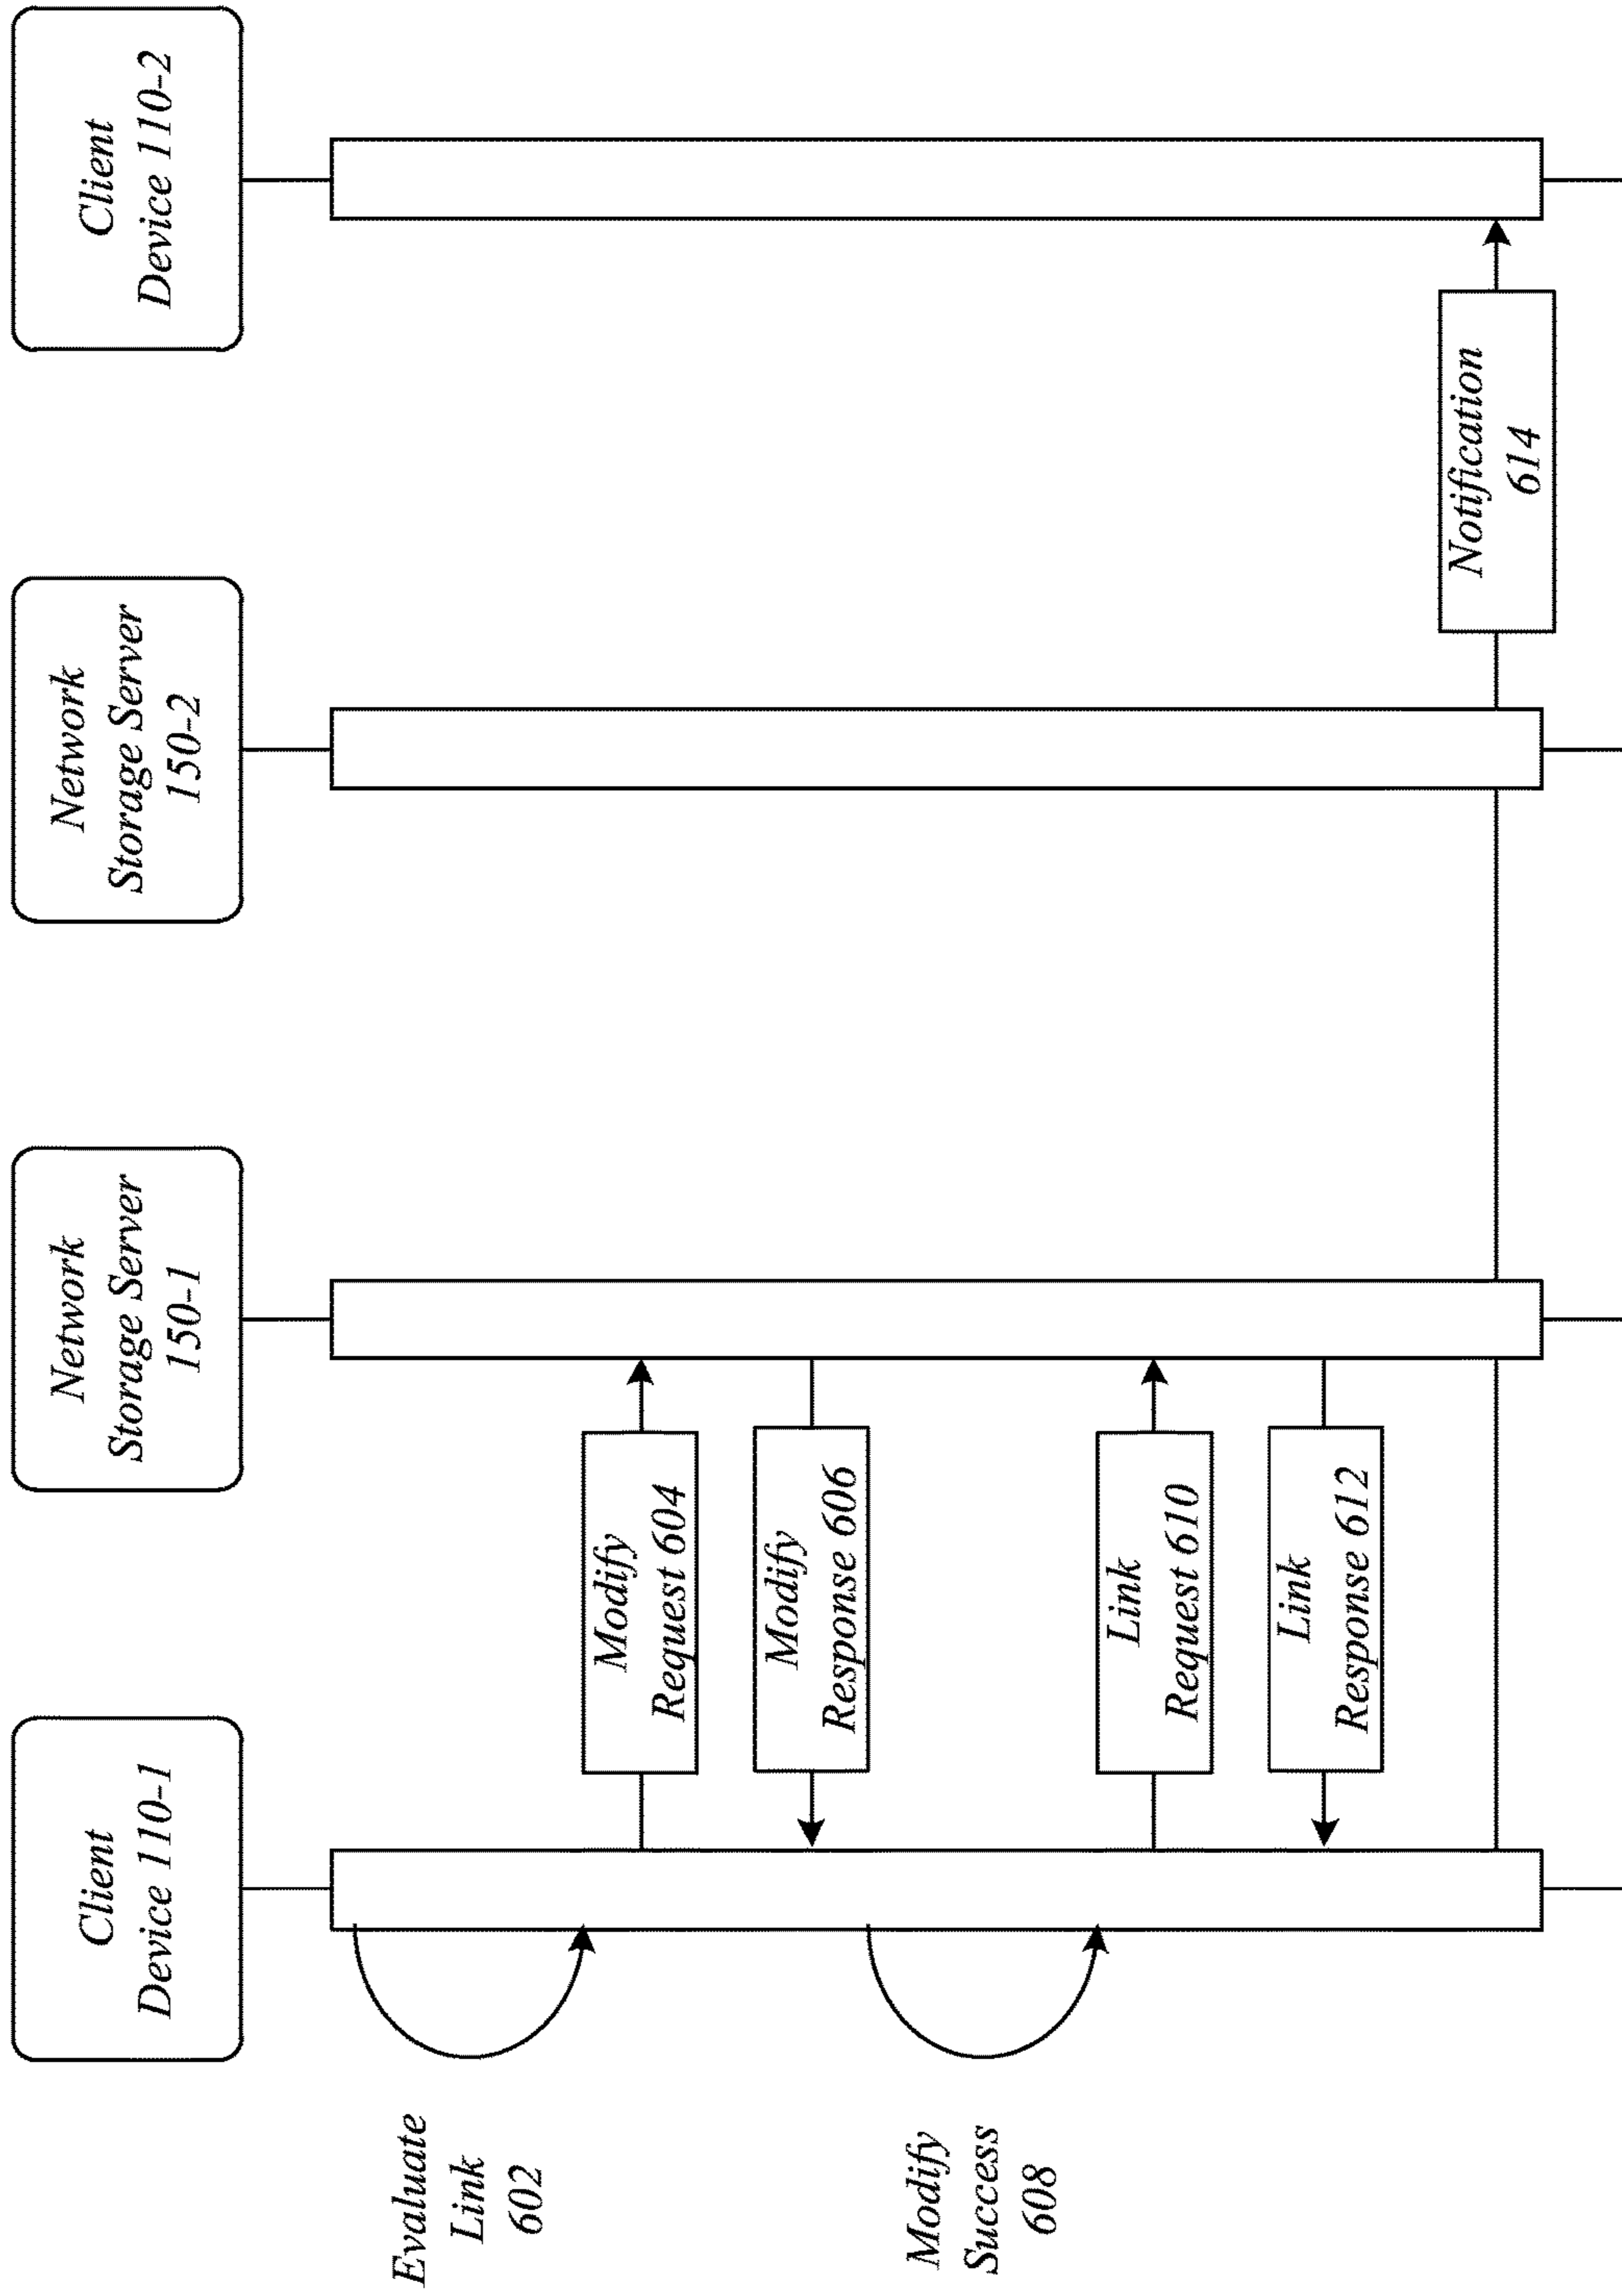 Client
Device 110-1
Network
Storage Server
150-1
Network
Storage Server
150-2
Client
Device 110-2
Evaluate
Link
602
Modify
Request 604
Modify
Response 606
Modify
Success
608
Link
Request 610
Link
Response 612
Notification
614